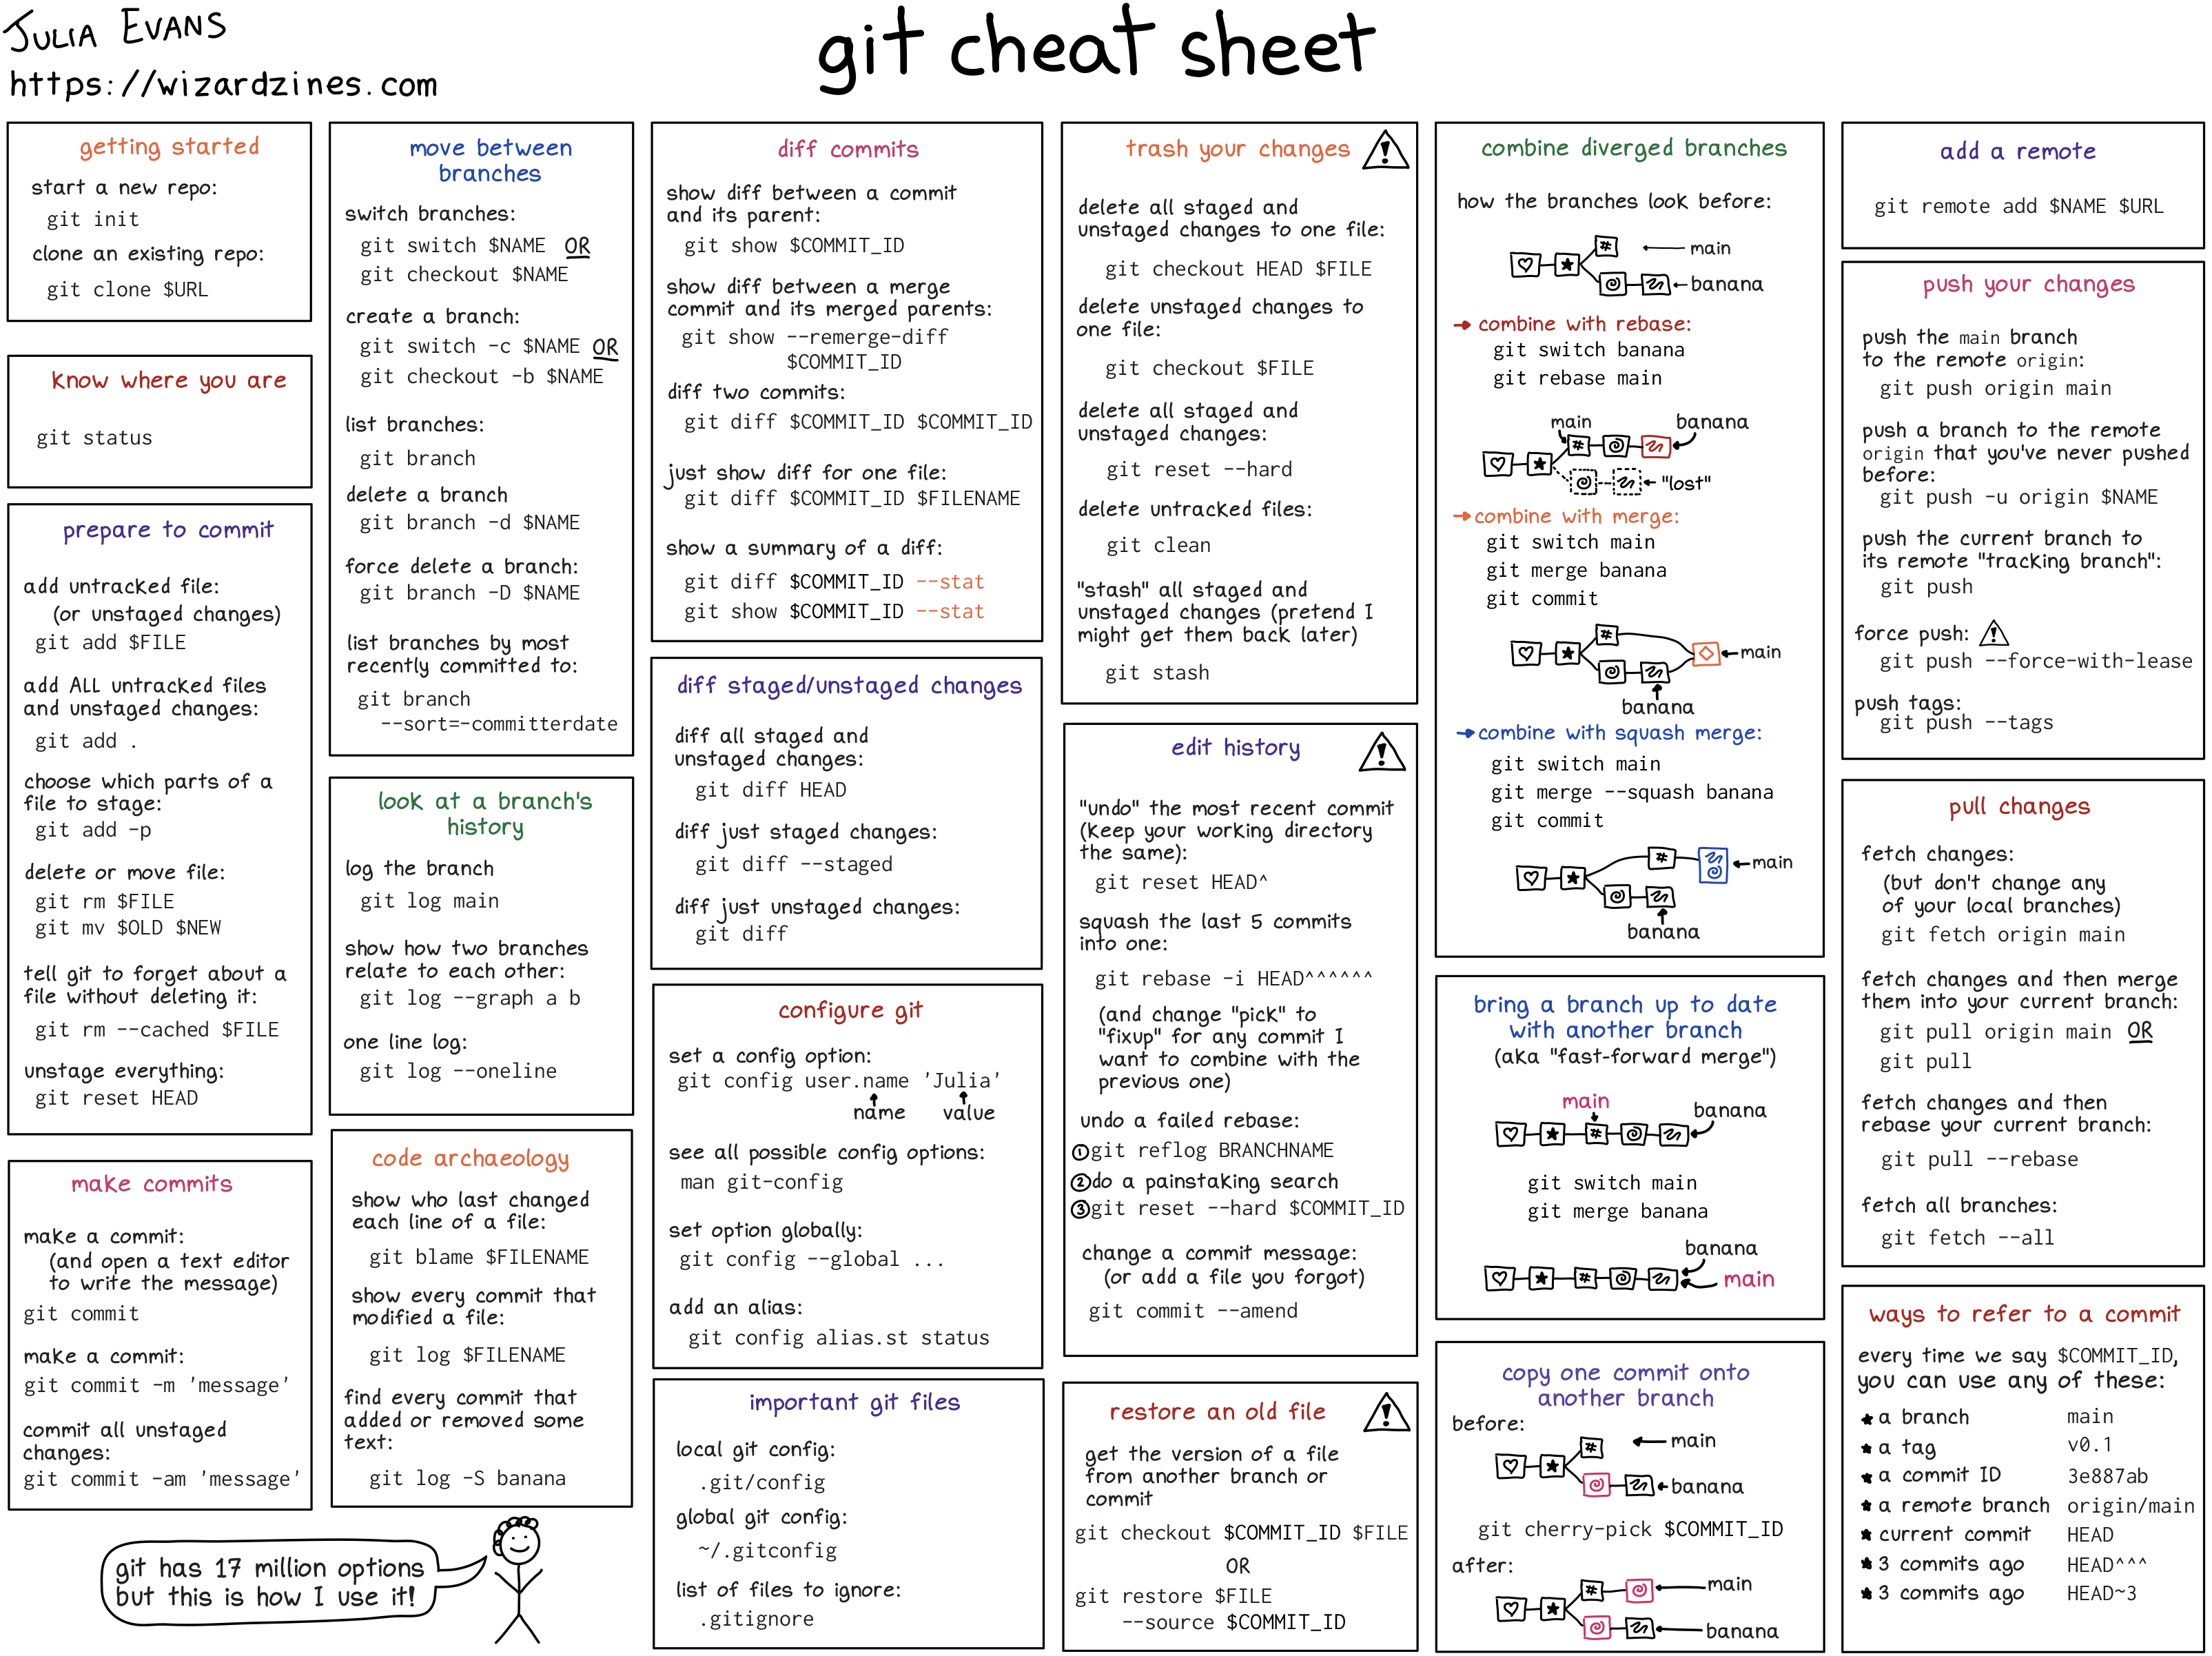 JULIA EVANS
https://wizardzines.com
git cheat sheet
getting started
start a new repo:
git init
clone an existing repo:
git clone $URL
know where you are
git status
prepare to commit
add untracked file:
(or unstaged changes)
git add $FILE
add ALL untracked files
and unstaged changes:
git add .
choose which parts of a
file to stage:
git add -p
delete or move file:
git rm $FILE
git mv $OLD $NEW
tell git to forget about a
file without deleting it:
git rm --cached $FILE
unstage everything:
git reset HEAD
make commits
make a commit:
(and open a text editor
to write the message)
git commit
make a commit:
git commit -m 'message'
commit all unstaged
changes:
git commit -am 'message'
move between
branches
switch branches:
git switch $NAME OR
git checkout $NAME
create a branch:
git switch -c $NAME OR
git checkout -b $NAME
list branches:
git branch
delete a branch
git branch -d $NAME
force delete a branch:
git branch -D $NAME
list branches by most
recently committed to:
git branch
--sort=-committerdate
look at a branch's
history
log the branch
git log main
show how two branches
relate to each other:
git log --graph a b
one line log:
git log --oneline
code archaeology
show who last changed
each line of a file:
git blame $FILENAME
show every commit that
modified a file:
git log $FILENAME
find every commit that
added or removed some
text:
git log -S banana
git has 17 million options
but this is how I use it!
diff commits
show diff between a commit
and its parent:
git show $COMMIT_ID
show diff between a merge
commit and its merged parents:
git show --remerge-diff
$COMMIT_ID
diff two commits:
git diff $COMMIT_ID $COMMIT_ID
just show diff for one file:
git diff $COMMIT_ID $FILENAME
show a summary of a diff:
git diff $COMMIT_ID --stat
git show $COMMIT_ID --stat
diff staged/unstaged changes
diff all staged and
unstaged changes:
git diff HEAD
diff just staged changes:
git diff --staged
diff just unstaged changes:
git diff
configure git
set a config option:
git config user.name 'Julia'
name value
see all possible config options:
man git-config
set option globally:
git config --global ...
add an alias:
git config alias.st status
important git files
local git config:
.git/config
global git config:
~/.gitconfig
list of files to ignore:
.gitignore
trash your changes
delete all staged and
unstaged changes to one file:
git checkout HEAD $FILE
delete unstaged changes to
one file:
git checkout $FILE
delete all staged and
unstaged changes:
git reset --hard
delete untracked files:
git clean
"stash" all staged and
unstaged changes (pretend I
might get them back later)
git stash
edit history
"undo" the most recent commit
(keep your working directory
the same):
git reset HEAD^
squash the last 5 commits
into one:
git rebase -i HEAD^^^^^^
(and change "pick" to
"fixup" for any commit I
want to combine with the
previous one)
undo a failed rebase:
① git reflog BRANCHNAME
② do a painstaking search
③ git reset --hard $COMMIT_ID
change a commit message:
(or add a file you forgot)
git commit --amend
restore an old file
get the version of a file
from another branch or
commit
git checkout $COMMIT_ID $FILE
OR
git restore $FILE
--source $COMMIT_ID
combine diverged branches
how the branches look before:
# main
banana
combine with rebase:
git switch banana
git rebase main
main banana
#
"lost"
combine with merge:
git switch main
git merge banana
git commit
#
main
banana
combine with squash merge:
git switch main
git merge --squash banana
git commit
# main
banana
bring a branch up to date
with another branch
(aka "fast-forward merge")
main banana
#
git switch main
git merge banana
banana
# main
copy one commit onto
another branch
before:
# main
banana
git cherry-pick $COMMIT_ID
after:
# main
banana
add a remote
git remote add $NAME $URL
push your changes
push the main branch
to the remote origin:
git push origin main
push a branch to the remote
origin that you've never pushed
before:
git push -u origin $NAME
push the current branch to
its remote "tracking branch":
git push
force push:
git push --force-with-lease
push tags:
git push --tags
pull changes
fetch changes:
(but don't change any
of your local branches)
git fetch origin main
fetch changes and then merge
them into your current branch:
git pull origin main OR
git pull
fetch changes and then
rebase your current branch:
git pull --rebase
fetch all branches:
git fetch --all
ways to refer to a commit
every time we say $COMMIT_ID,
you can use any of these:
★ a branch main
★ a tag v0.1
★ a commit ID 3e887ab
★ a remote branch origin/main
★ current commit HEAD
★ 3 commits ago HEAD^^^
★ 3 commits ago HEAD~3